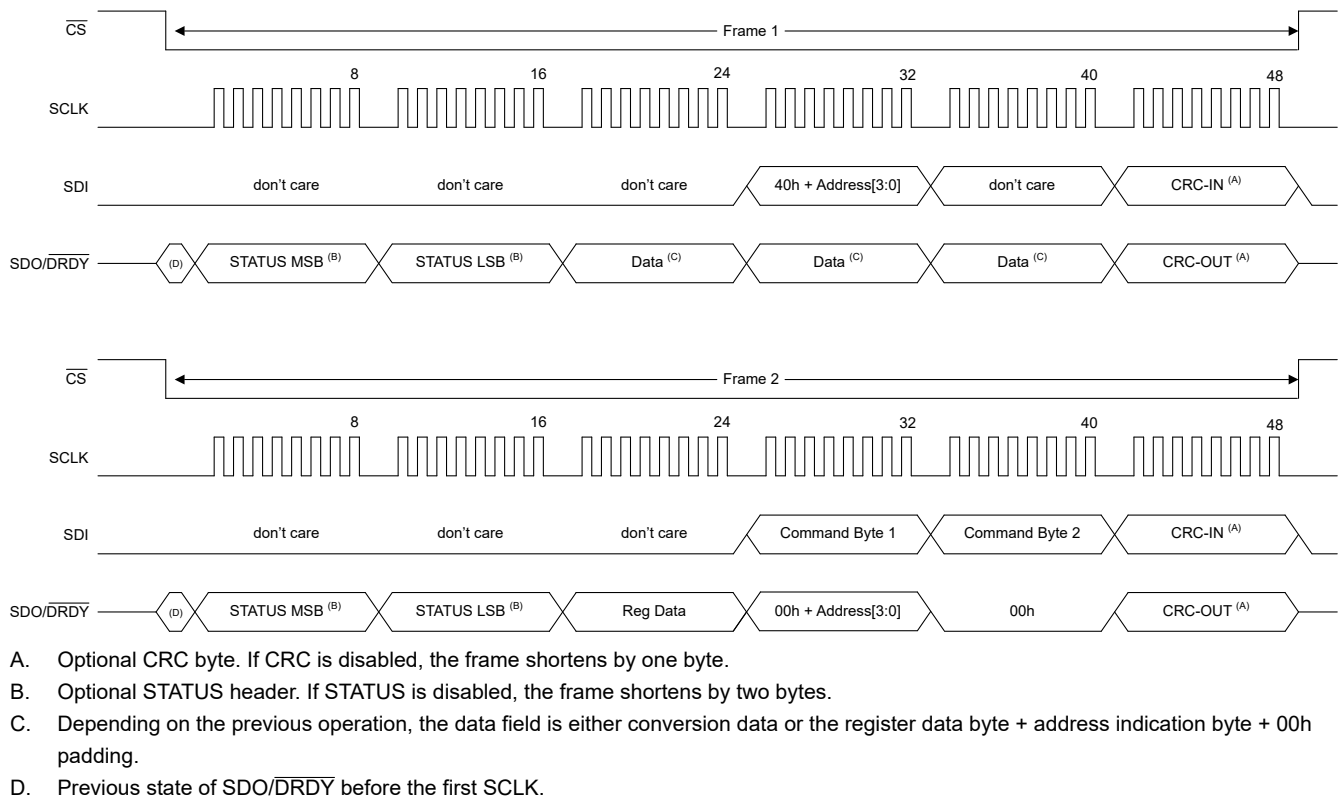 CS
Frame 1
8 16 24 32 40 48
SCLK
SDI don't care don't care don't care 40h + Address[3:0] don't care CRC-IN (A)
SDO/DRDY (D) STATUS MSB (B) STATUS LSB (B) Data (C) Data (C) Data (C) CRC-OUT (A)
CS
Frame 2
8 16 24 32 40 48
SCLK
SDI don't care don't care don't care Command Byte 1 Command Byte 2 CRC-IN (A)
SDO/DRDY (D) STATUS MSB (B) STATUS LSB (B) Reg Data 00h + Address[3:0] 00h CRC-OUT (A)
A. Optional CRC byte. If CRC is disabled, the frame shortens by one byte.
B. Optional STATUS header. If STATUS is disabled, the frame shortens by two bytes.
C. Depending on the previous operation, the data field is either conversion data or the register data byte + address indication byte + 00h
padding.
D. Previous state of SDO/DRDY before the first SCLK.